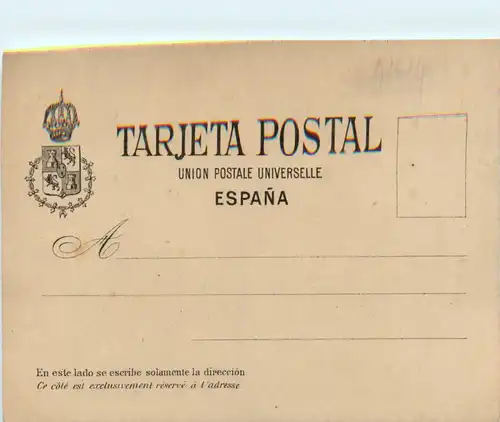 TARJETA POSTAL
UNION POSTALE UNIVERSELLE
ESPAÑA
A
En este lado se escribe solamente la dirección
Ce côté est exclusivement réservé à l'adresse